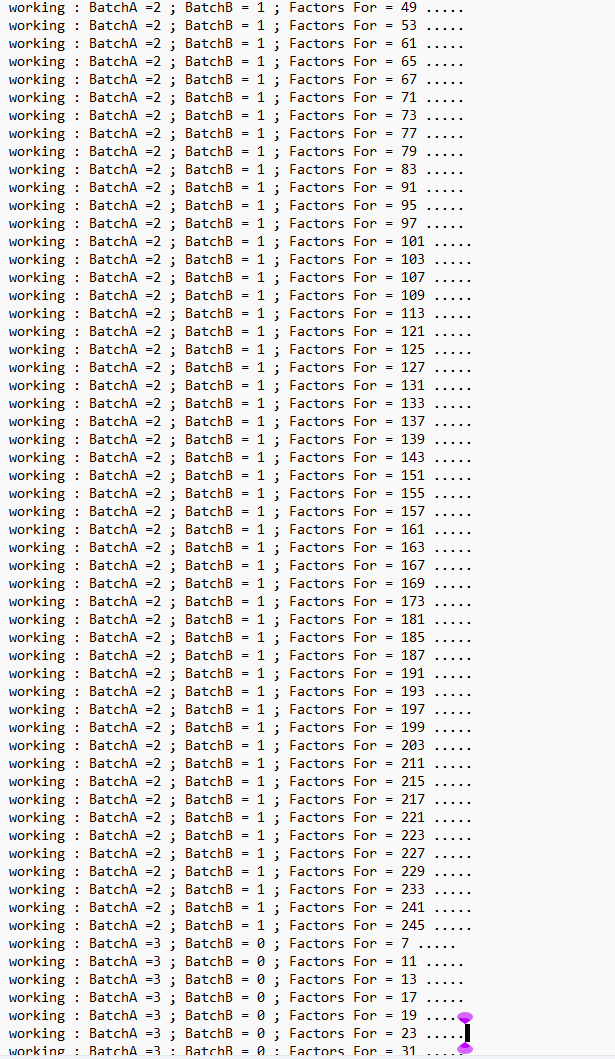 working : BatchA =2 ; BatchB = 1 ; Factors For = 49 .....
working : BatchA =2 ; BatchB = 1 ; Factors For = 53 .....
working : BatchA =2 ; BatchB = 1 ; Factors For = 61 .....
working : BatchA =2 ; BatchB = 1 ; Factors For = 65 .....
working : BatchA =2 ; BatchB = 1 ; Factors For = 67 .....
working : BatchA =2 ; BatchB = 1 ; Factors For = 71 .....
working : BatchA =2 ; BatchB = 1 ; Factors For = 73 .....
working : BatchA =2 ; BatchB = 1 ; Factors For = 77 .....
working : BatchA =2 ; BatchB = 1 ; Factors For = 79 .....
working : BatchA =2 ; BatchB = 1 ; Factors For = 83 .....
working : BatchA =2 ; BatchB = 1 ; Factors For = 91 .....
working : BatchA =2 ; BatchB = 1 ; Factors For = 95 .....
working : BatchA =2 ; BatchB = 1 ; Factors For = 97 .....
working : BatchA =2 ; BatchB = 1 ; Factors For = 101 .....
working : BatchA =2 ; BatchB = 1 ; Factors For = 103 .....
working : BatchA =2 ; BatchB = 1 ; Factors For = 107 .....
working : BatchA =2 ; BatchB = 1 ; Factors For = 109 .....
working : BatchA =2 ; BatchB = 1 ; Factors For = 113 .....
working : BatchA =2 ; BatchB = 1 ; Factors For = 121 .....
working : BatchA =2 ; BatchB = 1 ; Factors For = 125 .....
working : BatchA =2 ; BatchB = 1 ; Factors For = 127 .....
working : BatchA =2 ; BatchB = 1 ; Factors For = 131 .....
working : BatchA =2 ; BatchB = 1 ; Factors For = 133 .....
working : BatchA =2 ; BatchB = 1 ; Factors For = 137 .....
working : BatchA =2 ; BatchB = 1 ; Factors For = 139 .....
working : BatchA =2 ; BatchB = 1 ; Factors For = 143 .....
working : BatchA =2 ; BatchB = 1 ; Factors For = 151 .....
working : BatchA =2 ; BatchB = 1 ; Factors For = 155 .....
working : BatchA =2 ; BatchB = 1 ; Factors For = 157 .....
working : BatchA =2 ; BatchB = 1 ; Factors For = 161 .....
working : BatchA =2 ; BatchB = 1 ; Factors For = 163 .....
working : BatchA =2 ; BatchB = 1 ; Factors For = 167 .....
working : BatchA =2 ; BatchB = 1 ; Factors For = 169 .....
working : BatchA =2 ; BatchB = 1 ; Factors For = 173 .....
working : BatchA =2 ; BatchB = 1 ; Factors For = 181 .....
working : BatchA =2 ; BatchB = 1 ; Factors For = 185 .....
working : BatchA =2 ; BatchB = 1 ; Factors For = 187 .....
working : BatchA =2 ; BatchB = 1 ; Factors For = 191 .....
working : BatchA =2 ; BatchB = 1 ; Factors For = 193 .....
working : BatchA =2 ; BatchB = 1 ; Factors For = 197 .....
working : BatchA =2 ; BatchB = 1 ; Factors For = 199 .....
working : BatchA =2 ; BatchB = 1 ; Factors For = 203 .....
working : BatchA =2 ; BatchB = 1 ; Factors For = 211 .....
working : BatchA =2 ; BatchB = 1 ; Factors For = 215 .....
working : BatchA =2 ; BatchB = 1 ; Factors For = 217 .....
working : BatchA =2 ; BatchB = 1 ; Factors For = 221 .....
working : BatchA =2 ; BatchB = 1 ; Factors For = 223 .....
working : BatchA =2 ; BatchB = 1 ; Factors For = 227 .....
working : BatchA =2 ; BatchB = 1 ; Factors For = 229 .....
working : BatchA =2 ; BatchB = 1 ; Factors For = 233 .....
working : BatchA =2 ; BatchB = 1 ; Factors For = 241 .....
working : BatchA =2 ; BatchB = 1 ; Factors For = 245 .....
working : BatchA =3 ; BatchB = 0 ; Factors For = 7 .....
working : BatchA =3 ; BatchB = 0 ; Factors For = 11 .....
working : BatchA =3 ; BatchB = 0 ; Factors For = 13 .....
working : BatchA =3 ; BatchB = 0 ; Factors For = 17 .....
working : BatchA =3 ; BatchB = 0 ; Factors For = 19 .....
working : BatchA =3 ; BatchB = 0 ; Factors For = 23 .....
working : BatchA =3 ; BatchB = 0 ; Factors For = 31 .....